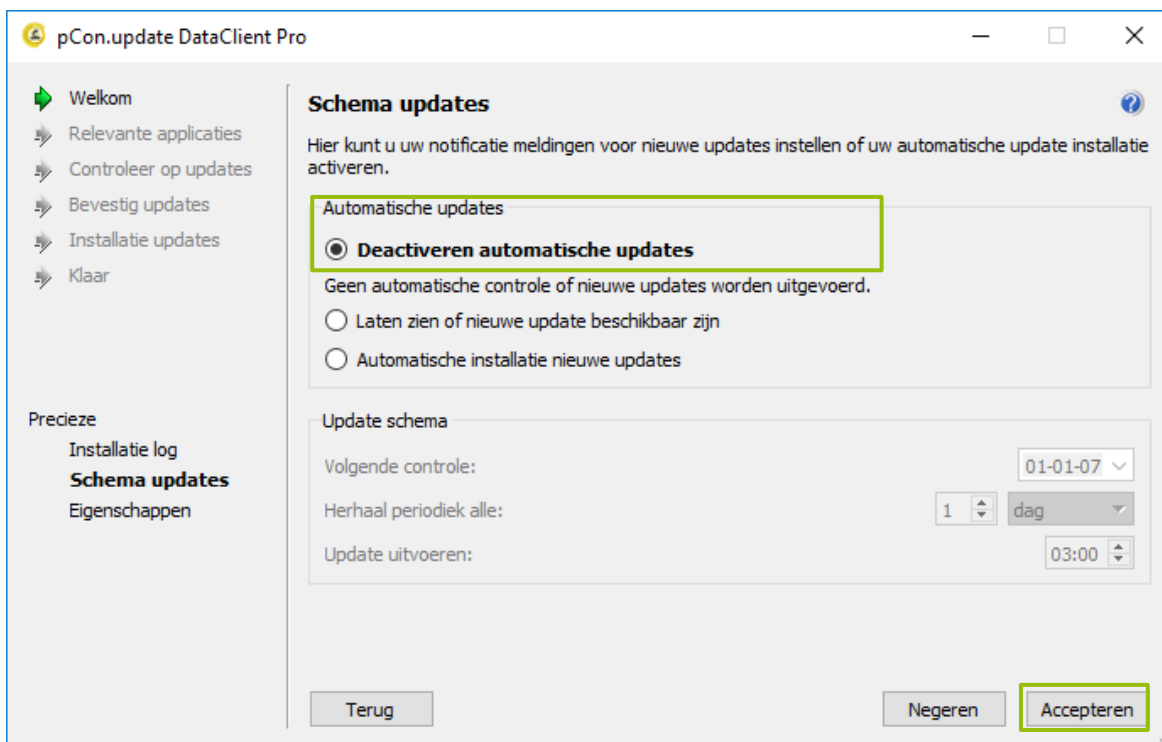 pCon.update DataClient Pro
Welkom
Relevante applicaties
Controleer op updates
Bevestig updates
Installatie updates
Klaar
Precieze
Installatie log
Schema updates
Eigenschappen
Schema updates
Hier kunt u uw notificatie meldingen voor nieuwe updates instellen of uw automatische update installatie
activeren.
Automatische updates
Deactiveren automatische updates
Geen automatische controle of nieuwe updates worden uitgevoerd.
Laten zien of nieuwe update beschikbaar zijn
Automatische installatie nieuwe updates
Update schema
Volgende controle: 01-01-07
Herhaal periodiek alle: 1 dag
Update uitvoeren: 03:00
Terug Negeren Accepteren